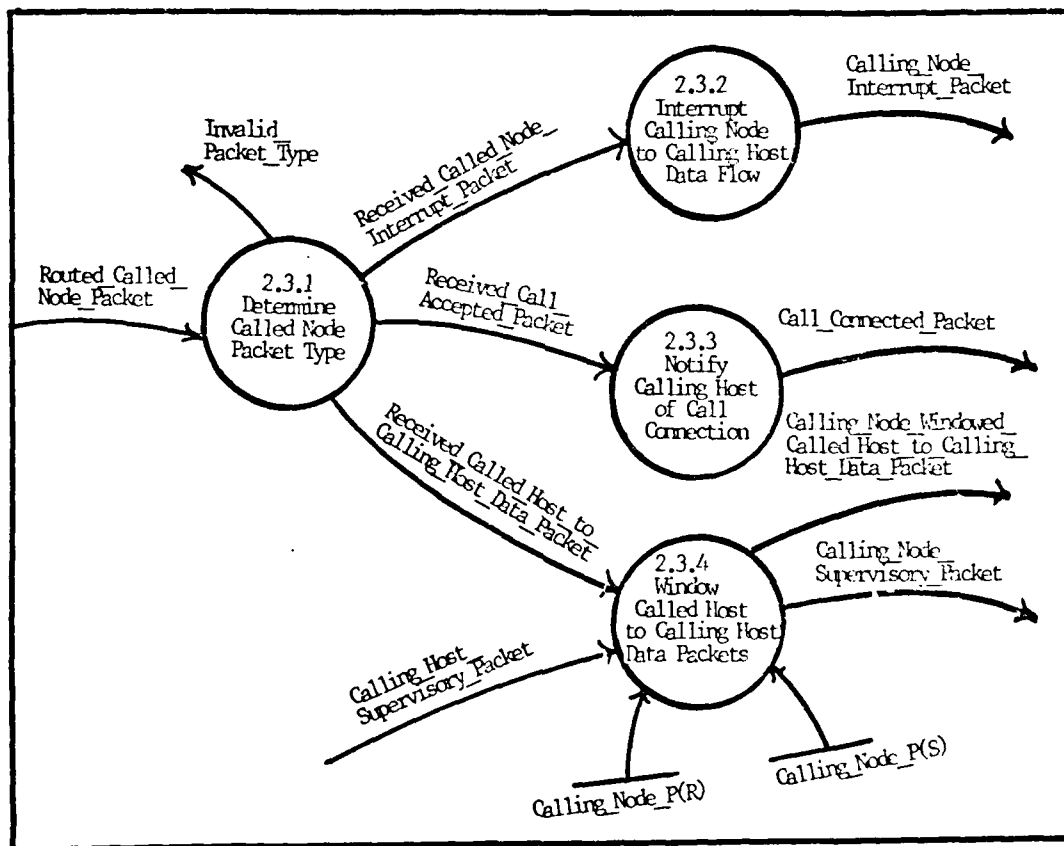 Invalid_
Packet_Type
Routed_Called_
Node_Packet
2.3.1
Determine
Called Node
Packet Type
Received_Called_Node_
Interrupt_Packet
2.3.2
Interrupt
Calling Node
to Calling Host
Data Flow
Calling_Node_
Interrupt_Packet
Received_Call_
Accepted_Packet
2.3.3
Notify
Calling Host
of Call
Connection
Call_Connected_Packet
Received_Called_Host_to_
Calling_Host_Data_Packet
Calling_Node_Windowed_
Called_Host_to_Calling_
Host_Data_Packet
2.3.4
Window
Called Host
to Calling Host
Data Packets
Calling_Node_
Supervisory_Packet
Calling_Host_
Supervisory_Packet
Calling_Node_P(R)
Calling_Node_P(S)